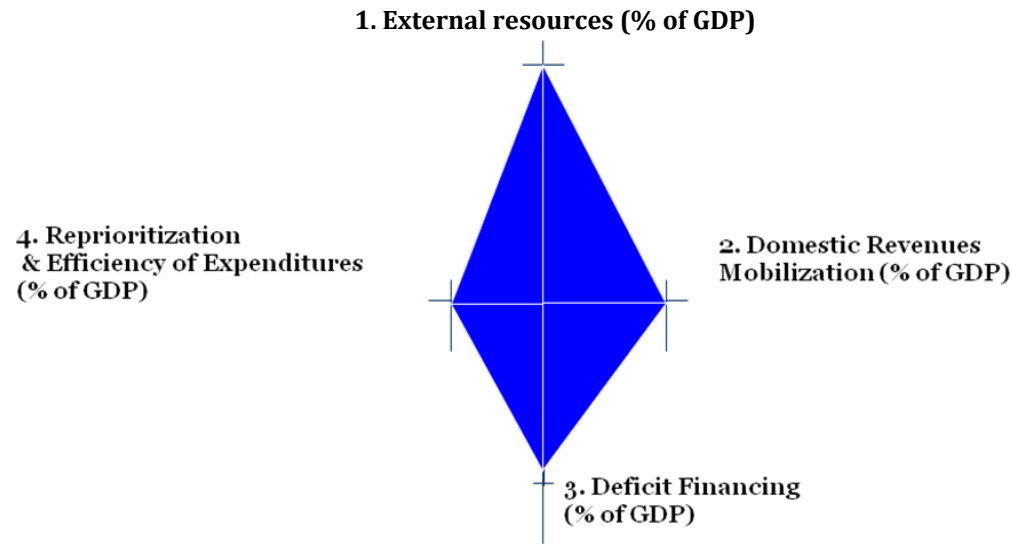 1. External resources (% of GDP)
4. Reprioritization
& Efficiency of Expenditures
(% of GDP)
2. Domestic Revenues
Mobilization (% of GDP)
3. Deficit Financing
(% of GDP)